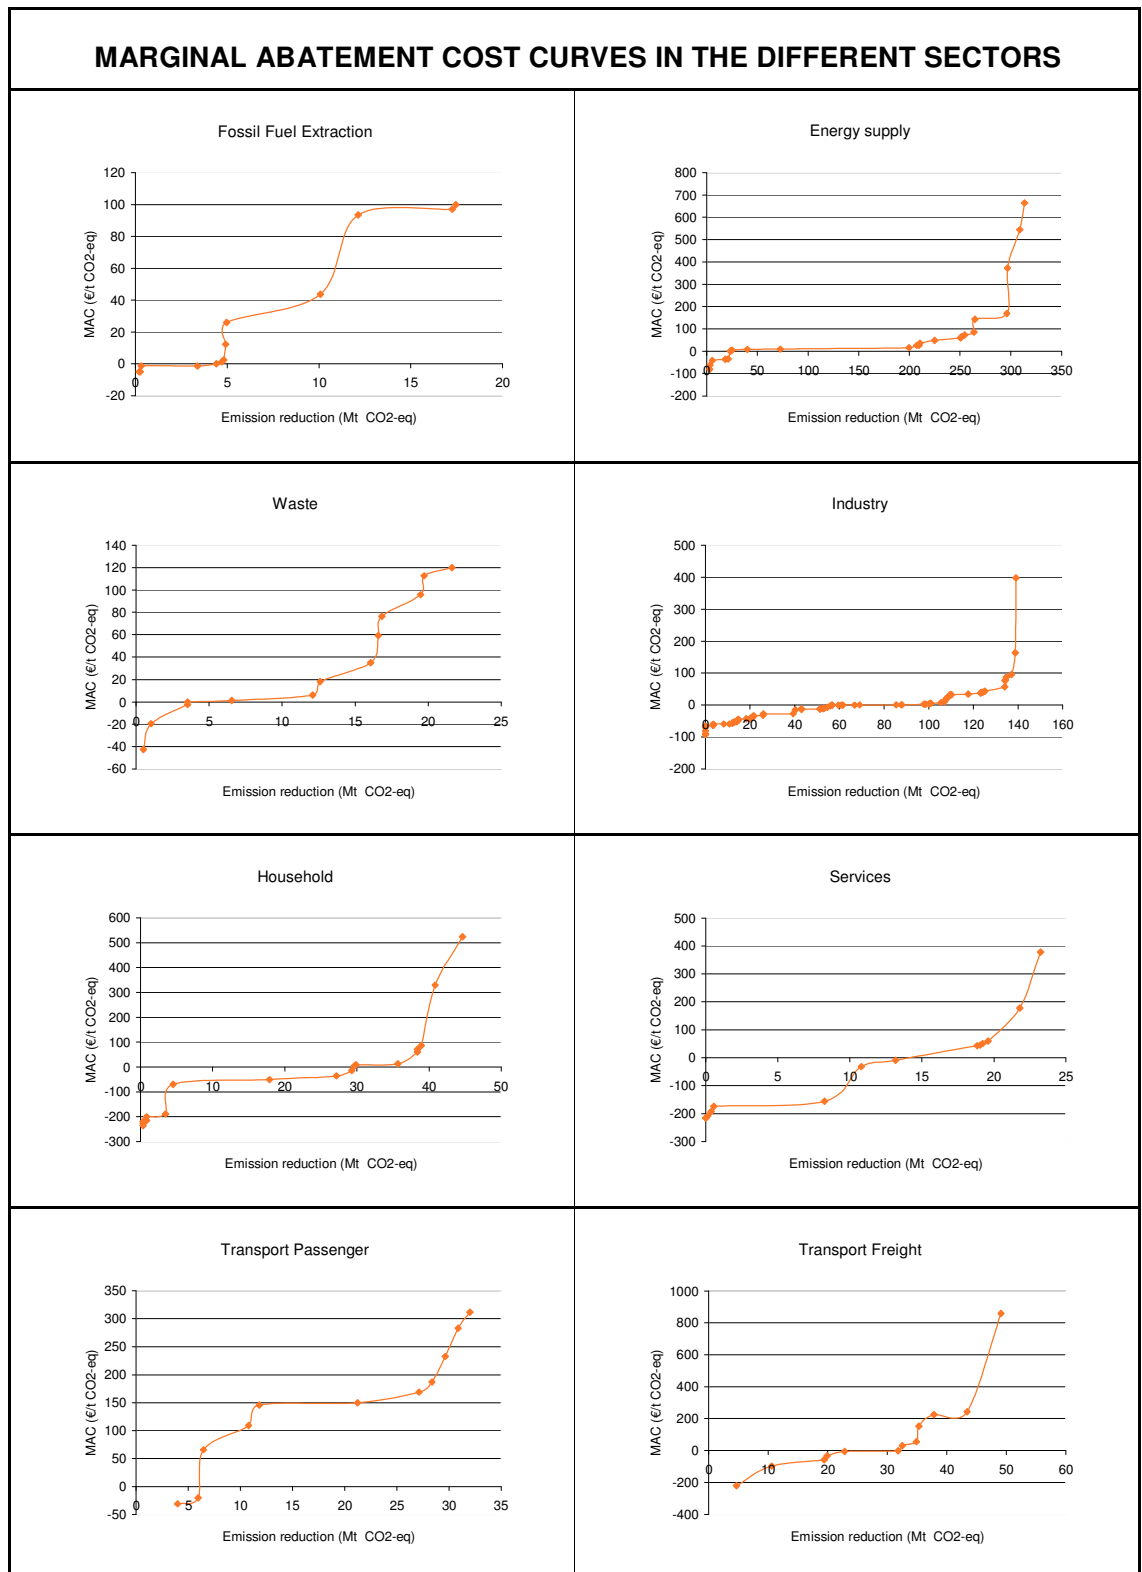 MARGINAL ABATEMENT COST CURVES IN THE DIFFERENT SECTORS
Fossil Fuel Extraction
120
100
80
60
40
20
0
-20
0 5 10 15 20
MAC (€/t CO2-eq)
Emission reduction (Mt CO2-eq)
Energy supply
800
700
600
500
400
300
200
100
0
-100
-200
0 50 100 150 200 250 300 350
MAC (€/t CO2-eq)
Emission reduction (Mt CO2-eq)
Waste
140
120
100
80
60
40
20
0
-20
-40
-60
0 5 10 15 20 25
MAC (€/t CO2-eq)
Emission reduction (Mt CO2-eq)
Industry
500
400
300
200
100
0
-100
-200
0 20 40 60 80 100 120 140 160
MAC (€/t CO2-eq)
Emission reduction (Mt CO2-eq)
Household
600
500
400
300
200
100
0
-100
-200
-300
0 10 20 30 40 50
MAC (€/t CO2-eq)
Emission reduction (Mt CO2-eq)
Services
500
400
300
200
100
0
-100
-200
-300
0 5 10 15 20 25
MAC (€/t CO2-eq)
Emission reduction (Mt CO2-eq)
Transport Passenger
350
300
250
200
150
100
50
0
-50
0 5 10 15 20 25 30 35
MAC (€/t CO2-eq)
Emission reduction (Mt CO2-eq)
Transport Freight
1000
800
600
400
200
0
-200
-400
0 10 20 30 40 50 60
MAC (€/t CO2-eq)
Emission reduction (Mt CO2-eq)